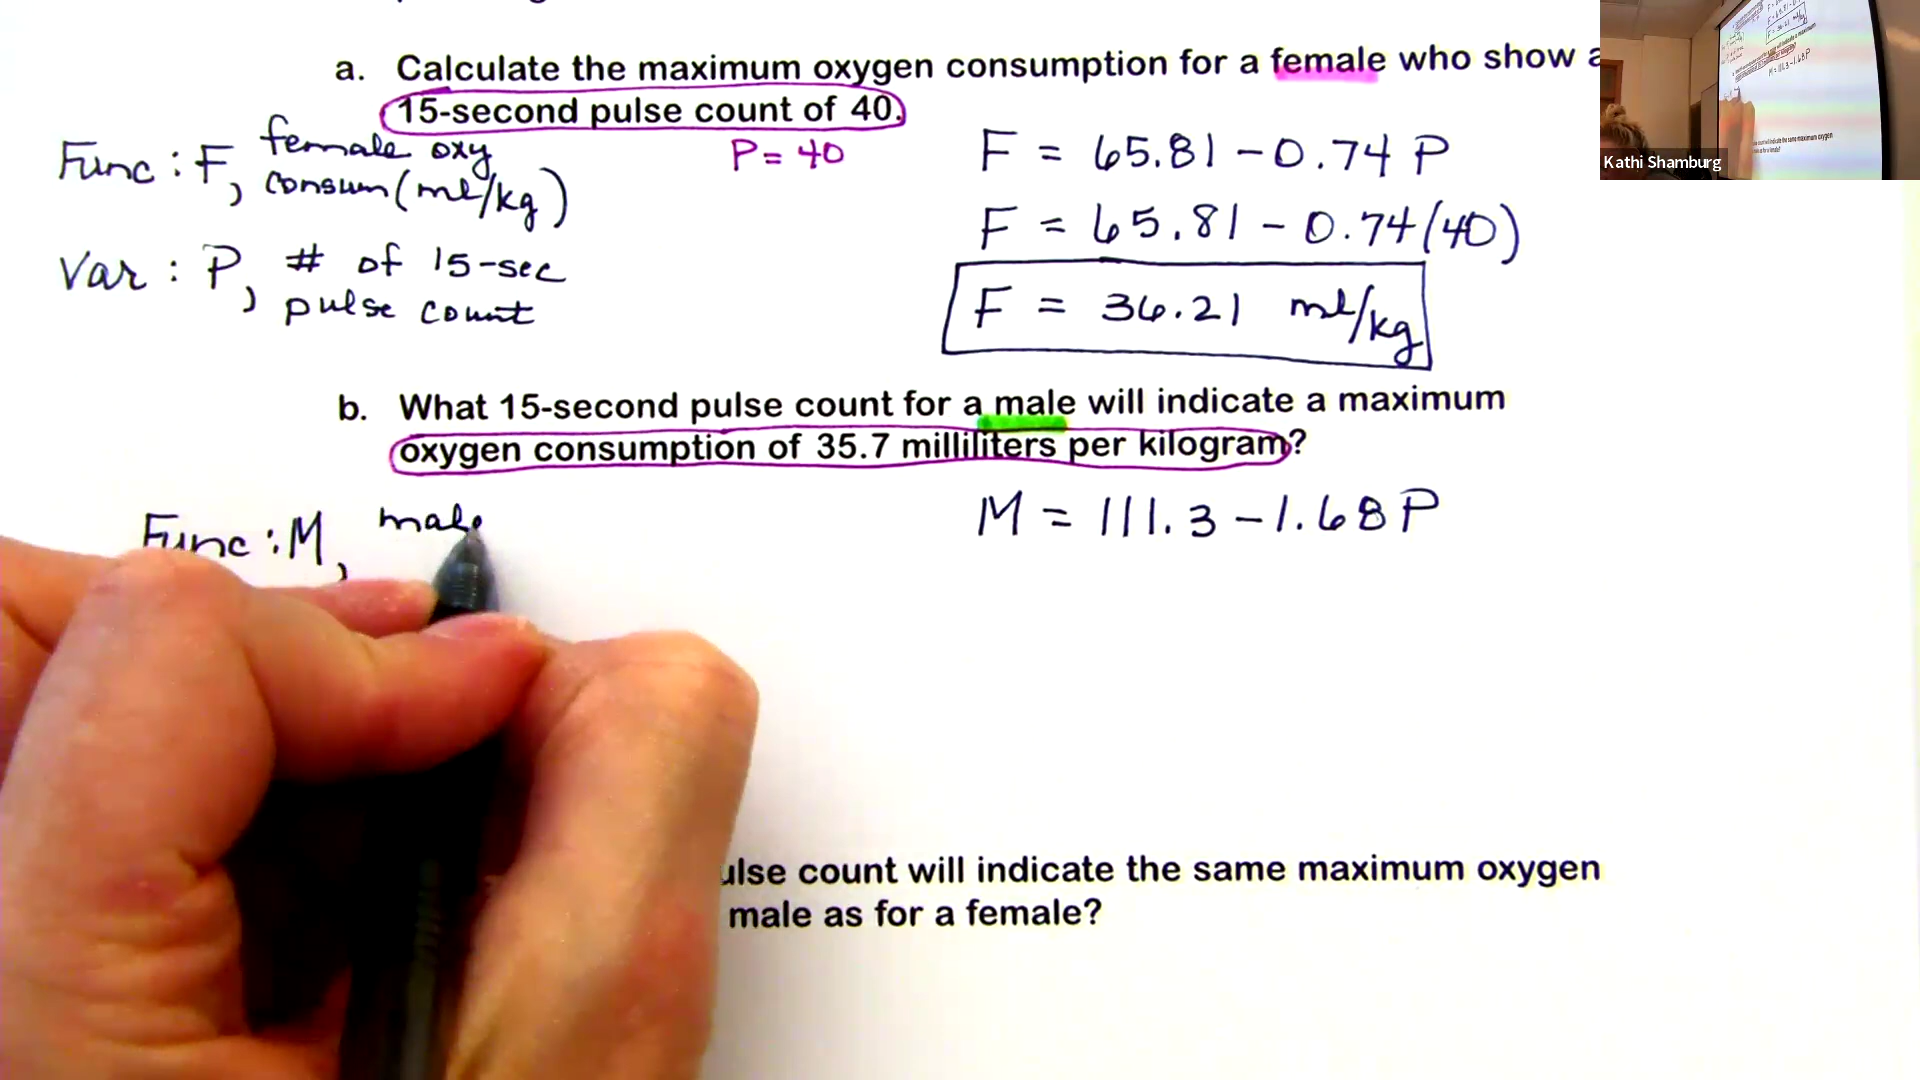 a. Calculate the maximum oxygen consumption for a female who show a
15-second pulse count of 40.
Func : F, female oxy
consum (ml/kg)
P = 40
Var : P, # of 15-sec
pulse count
F = 65.81 - 0.74 P
F = 65.81 - 0.74(40)
F = 36.21 ml/kg
b. What 15-second pulse count for a male will indicate a maximum
oxygen consumption of 35.7 milliliters per kilogram?
Func : M, male
M = 111.3 - 1.68 P
ulse count will indicate the same maximum oxygen
male as for a female?
Kathi Shamburg
M = 111.3 - 1.68 P